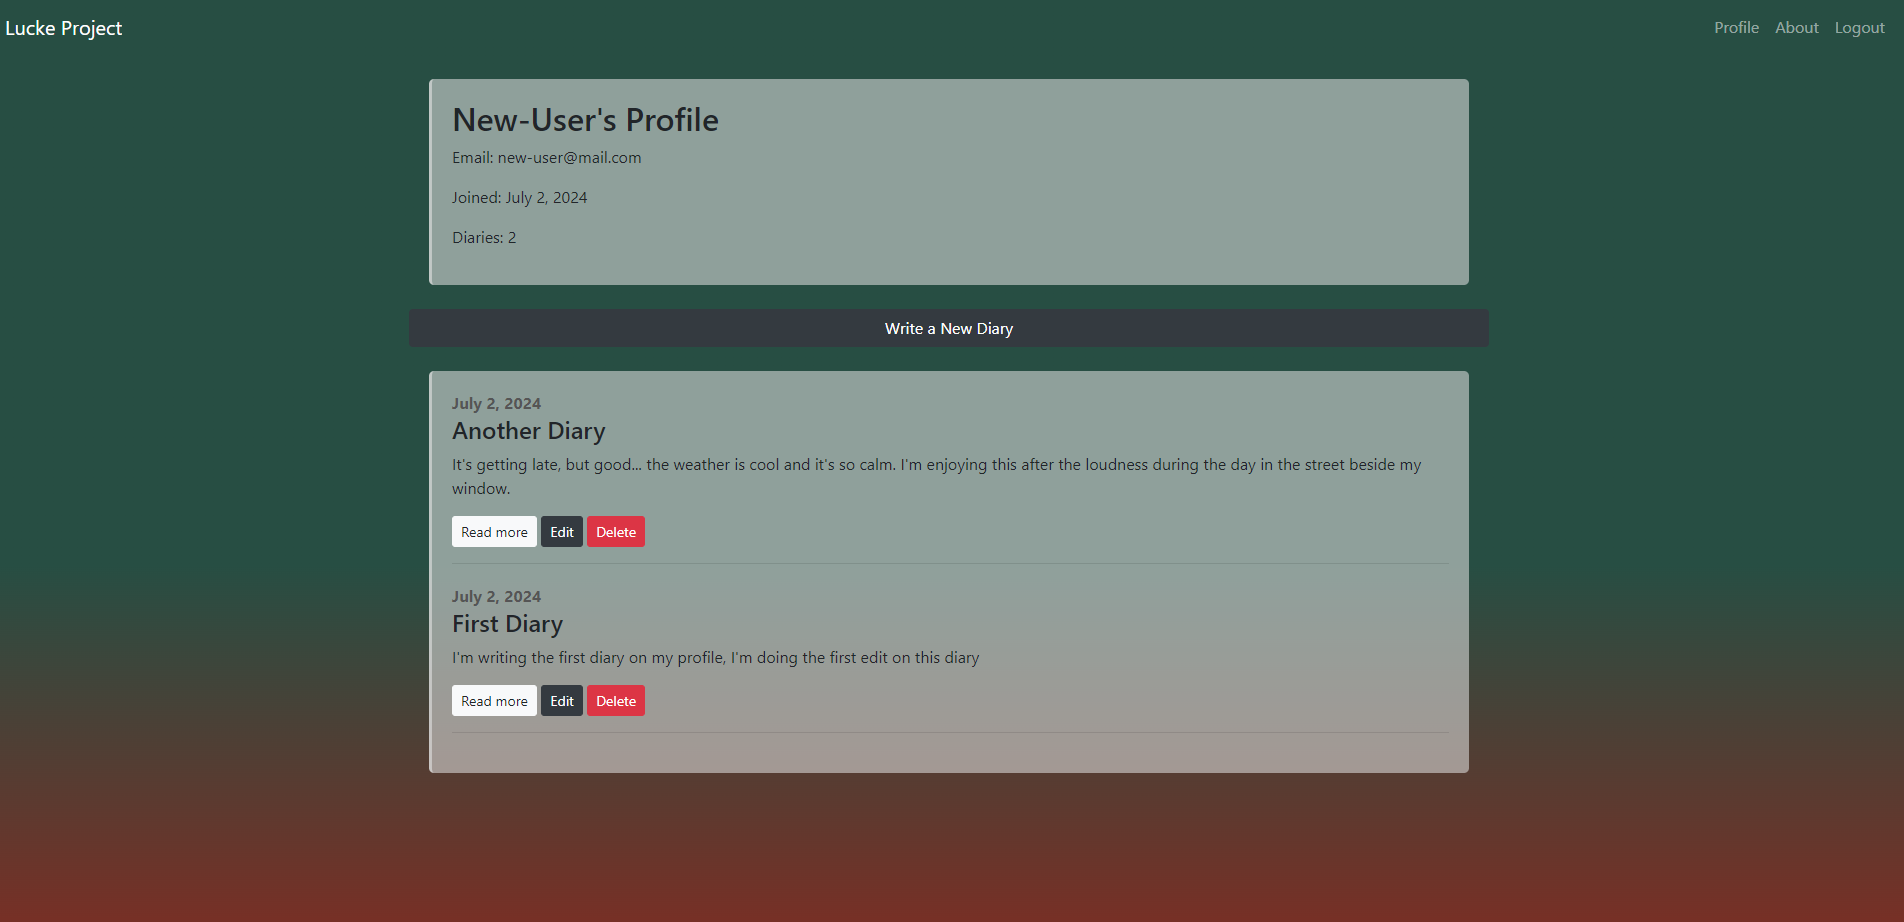 Lucke Project
Profile About Logout
New-User's Profile
Email: new-user@mail.com
Joined: July 2, 2024
Diaries: 2
Write a New Diary
July 2, 2024
Another Diary
It's getting late, but good... the weather is cool and it's so calm. I'm enjoying this after the loudness during the day in the street beside my
window.
Read more Edit Delete
July 2, 2024
First Diary
I'm writing the first diary on my profile, I'm doing the first edit on this diary
Read more Edit Delete